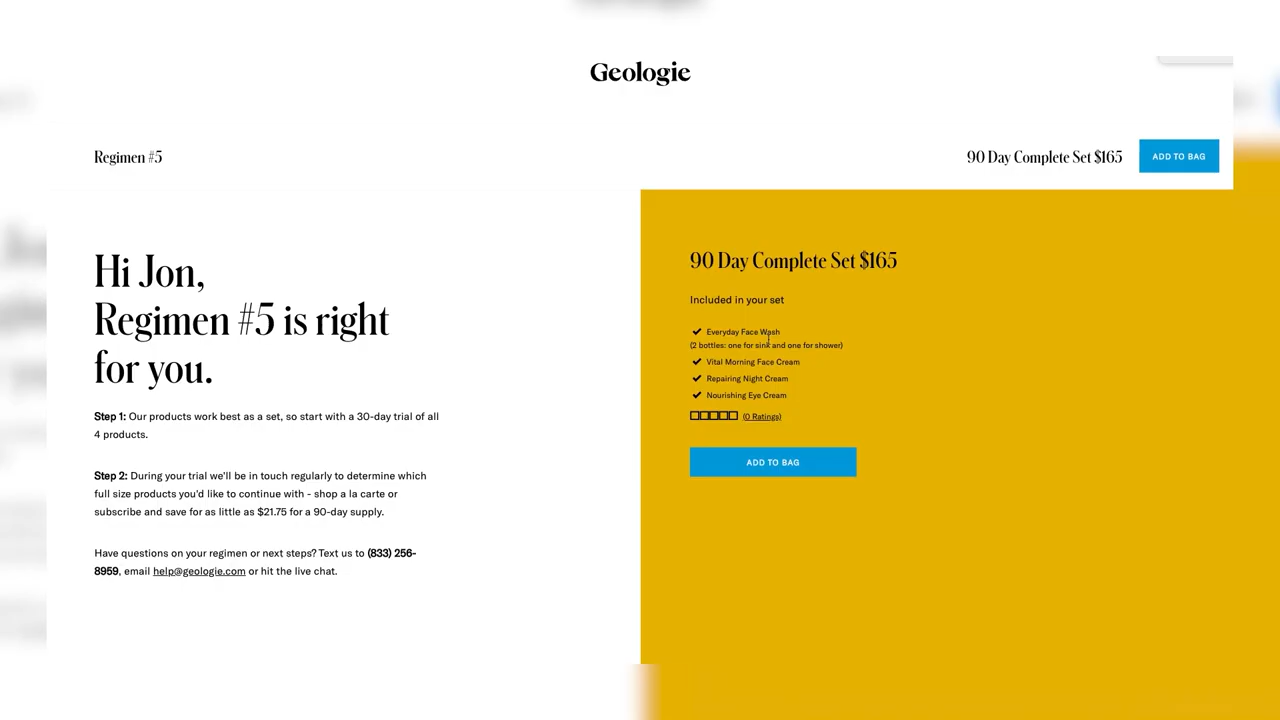 Geologie
Regimen #5
90 Day Complete Set $165
ADD TO BAG
Hi Jon,
Regimen #5 is right
for you.
Step 1: Our products work best as a set, so start with a 30-day trial of all
4 products.
Step 2: During your trial we'll be in touch regularly to determine which
full size products you'd like to continue with - shop a la carte or
subscribe and save for as little as $21.75 for a 90-day supply.
Have questions on your regimen or next steps? Text us to (833) 256-
8959, email help@geologie.com or hit the live chat.
90 Day Complete Set $165
Included in your set
Everyday Face Wash
(2 bottles: one for sink and one for shower)
Vital Morning Face Cream
Repairing Night Cream
Nourishing Eye Cream
(0 Ratings)
ADD TO BAG